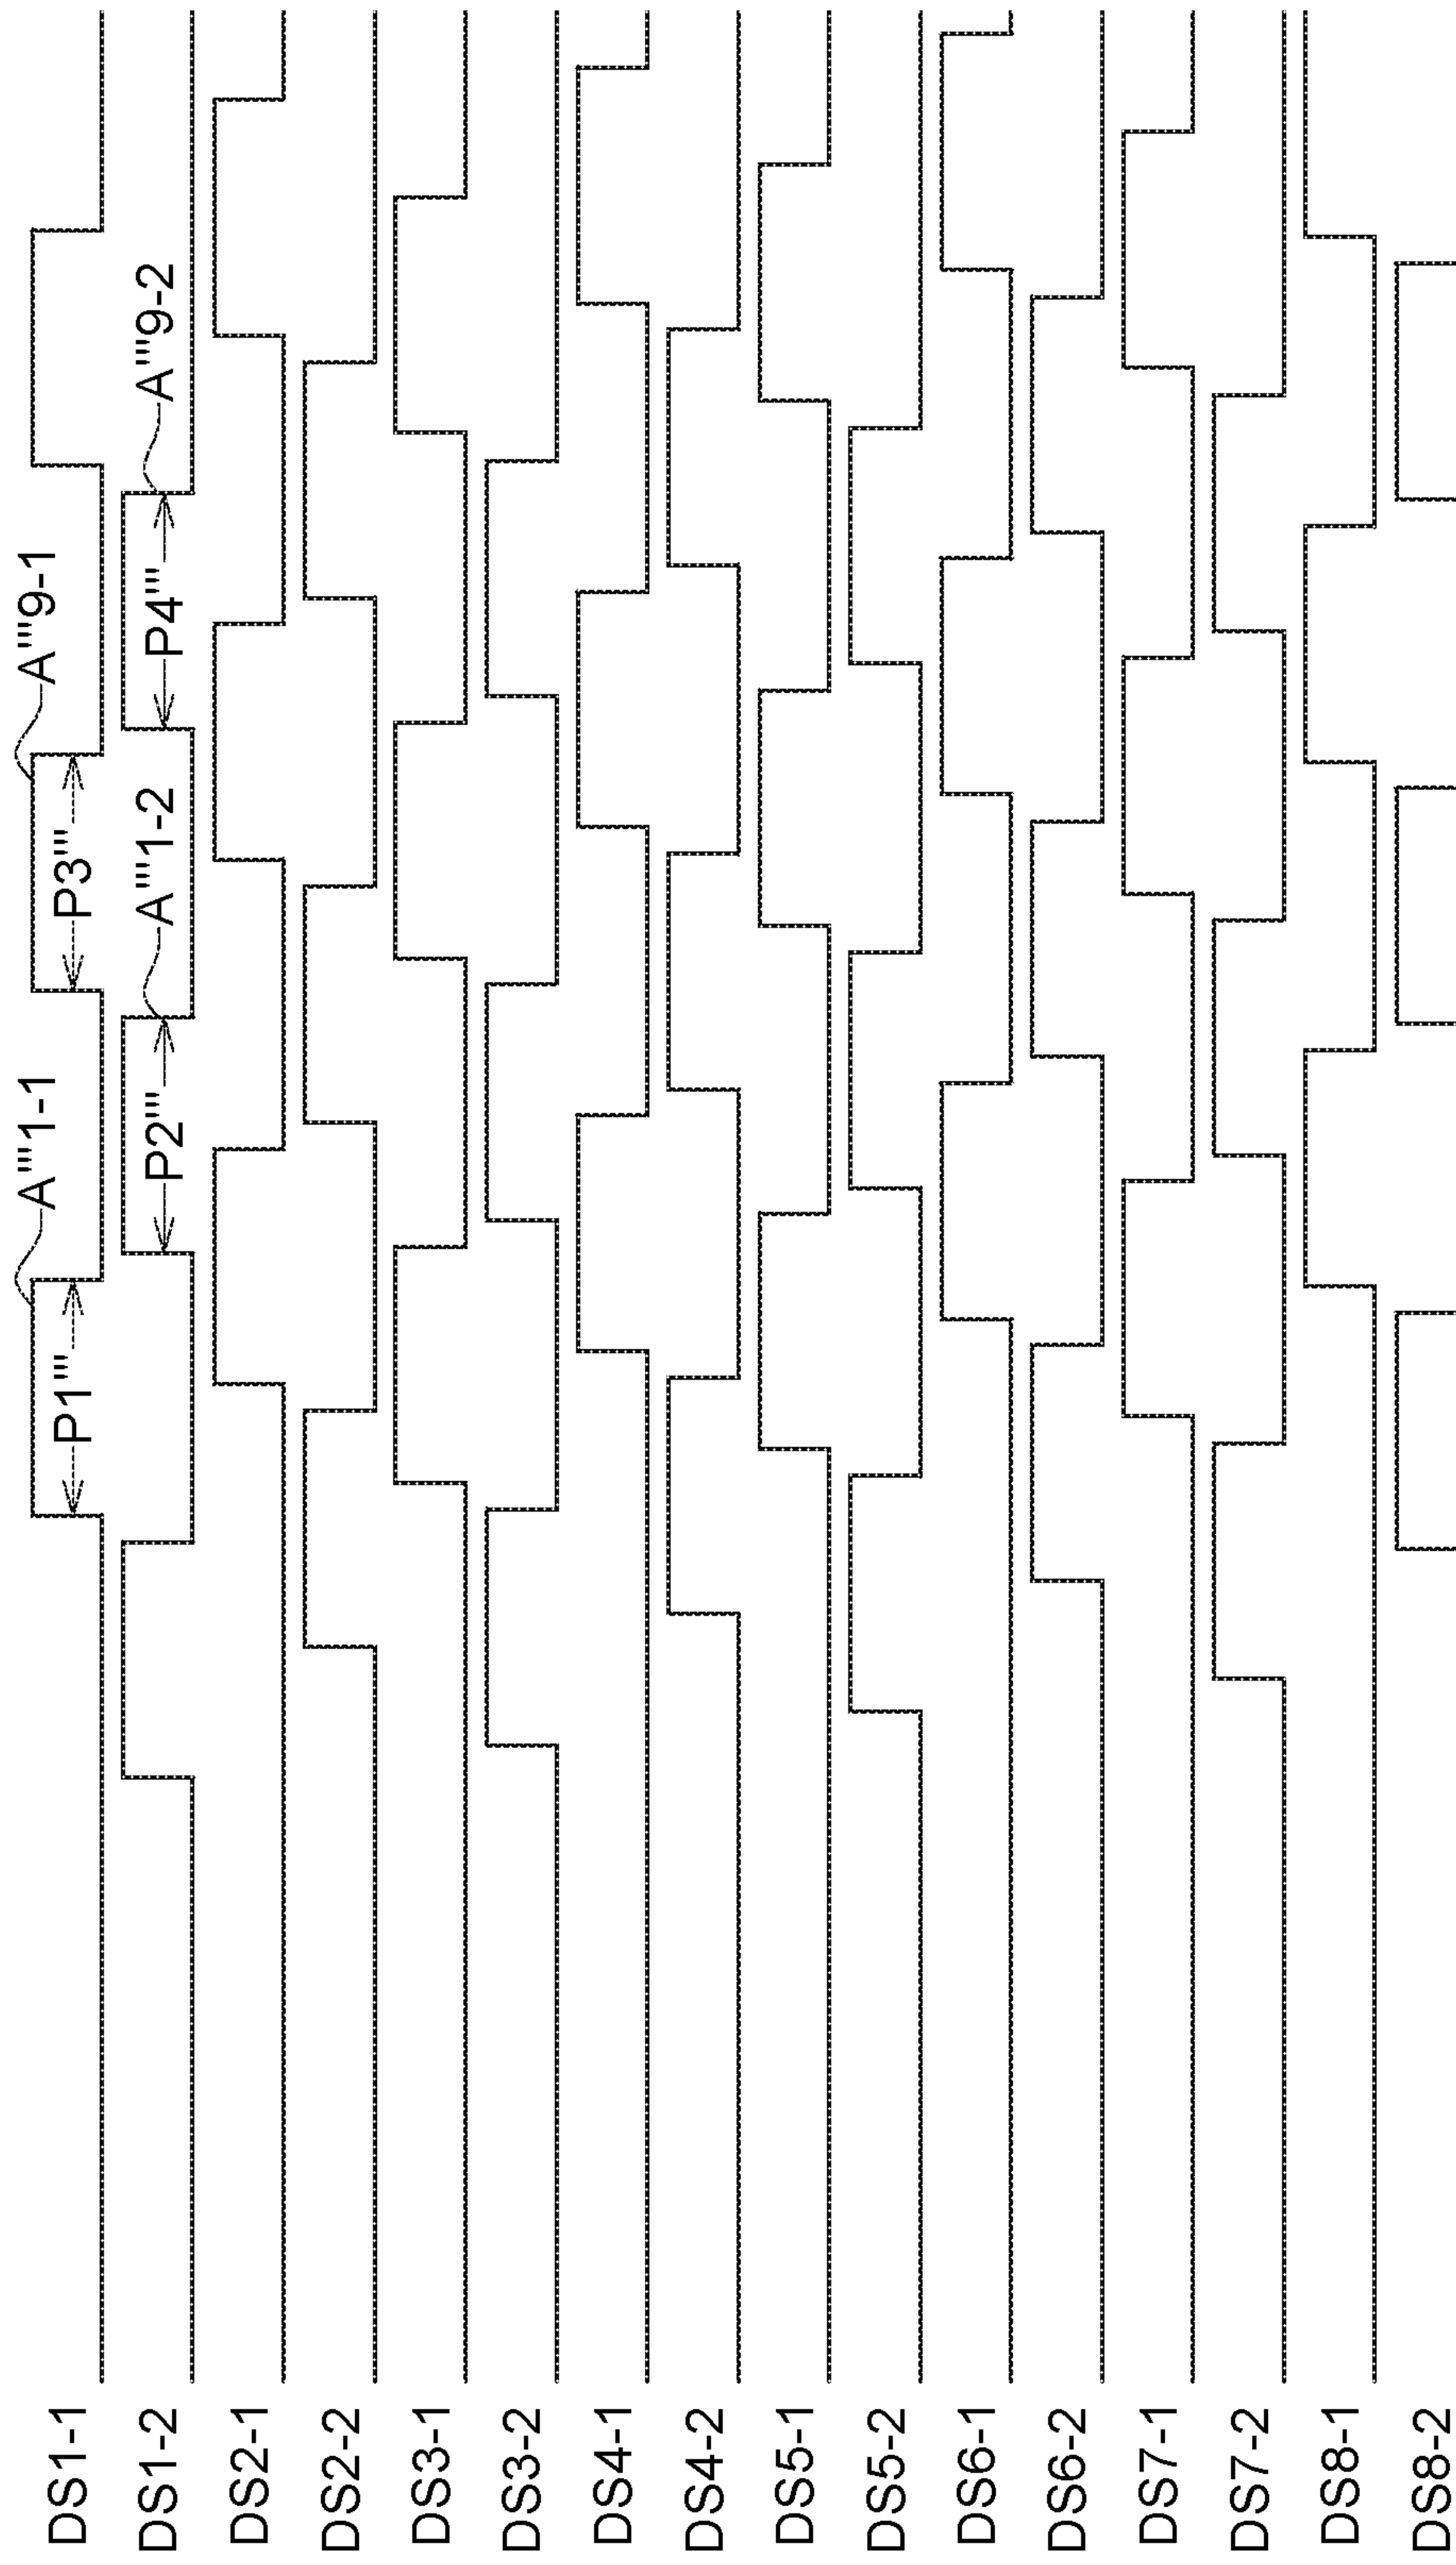 A'''1-1 A'''9-1
DS1-1 P1''' P3'''
A'''1-2 A'''9-2
DS1-2 P2''' P4'''
DS2-1
DS2-2
DS3-1
DS3-2
DS4-1
DS4-2
DS5-1
DS5-2
DS6-1
DS6-2
DS7-1
DS7-2
DS8-1
DS8-2